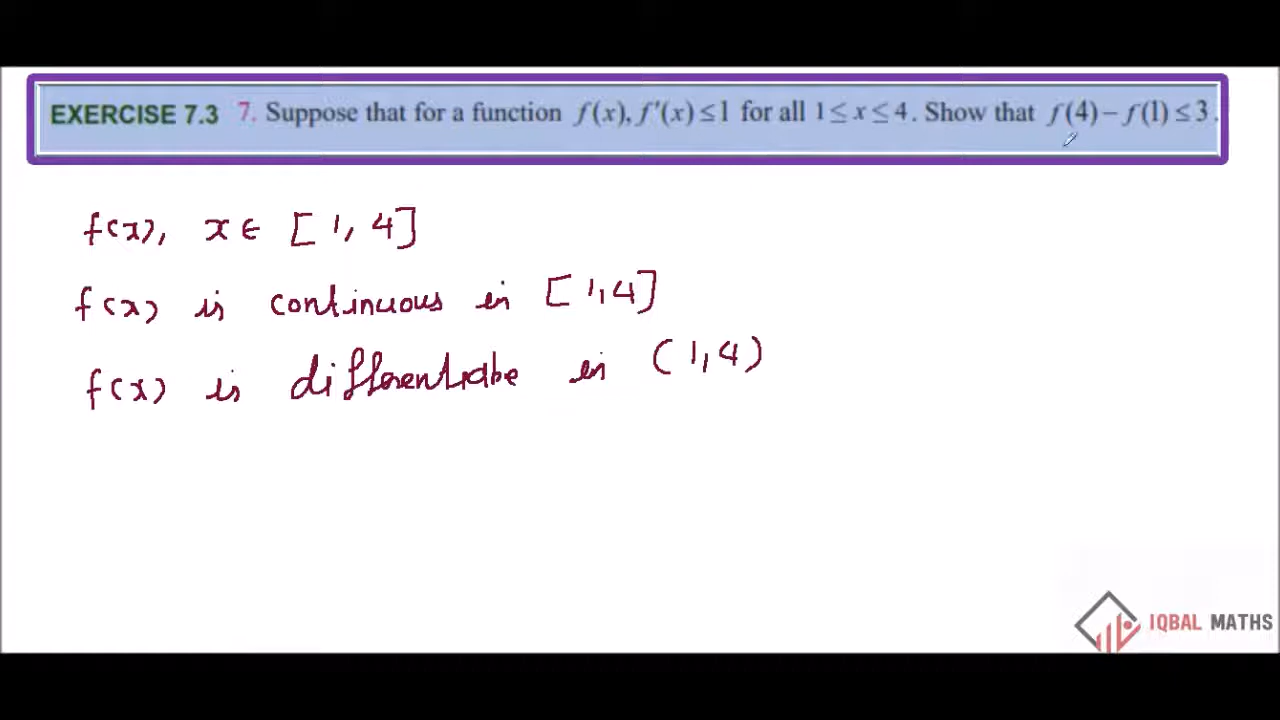 EXERCISE 7.3 7. Suppose that for a function f(x), f′(x) ≤ 1 for all 1 ≤ x ≤ 4. Show that f(4) − f(1) ≤ 3.
f(x), x ∈ [1, 4]
f(x) is continuous in [1,4]
f(x) is differentiabe in (1,4)
IQBAL MATHS